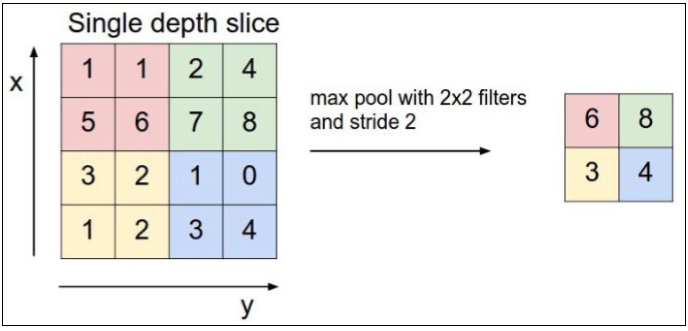 Single depth slice
x
1 1 2 4
5 6 7 8
3 2 1 0
1 2 3 4
y
max pool with 2x2 filters
and stride 2
6 8
3 4